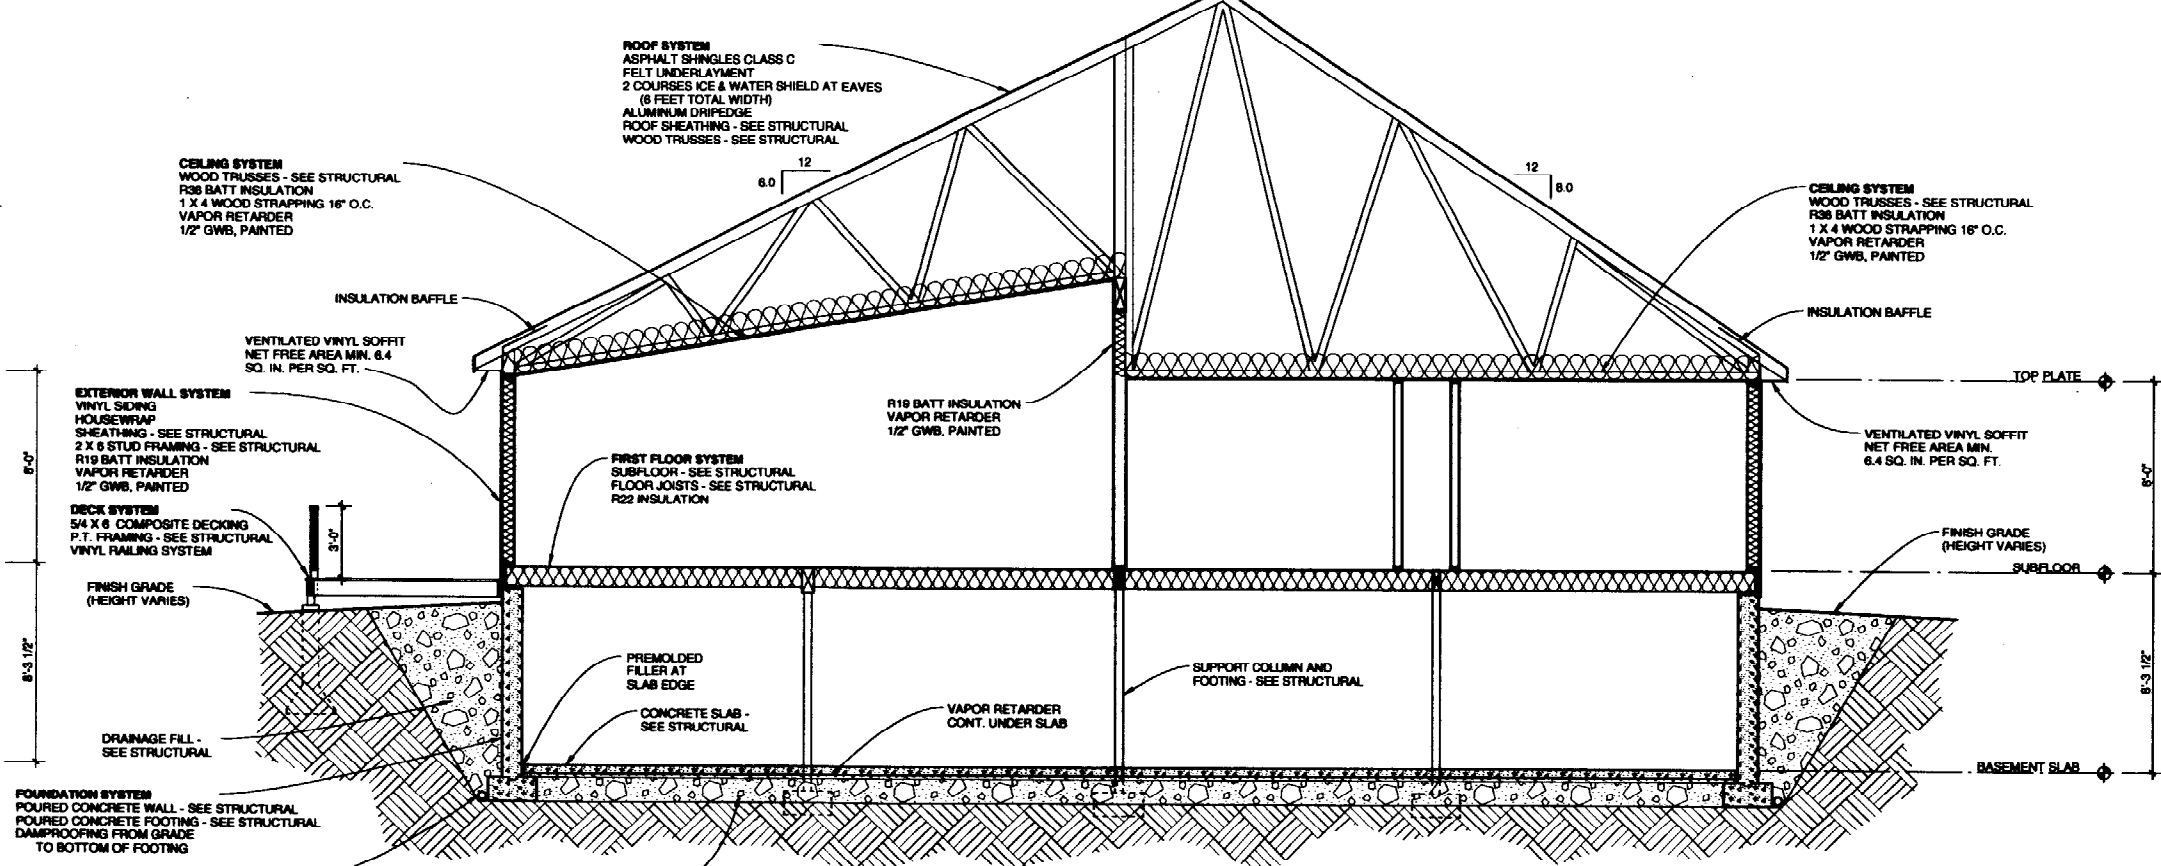 ROOF SYSTEM
ASPHALT SHINGLES CLASS C
FELT UNDERLAYMENT
2 COURSES ICE & WATER SHIELD AT EAVES
(6 FEET TOTAL WIDTH)
ALUMINUM DRIPEDGE
ROOF SHEATHING - SEE STRUCTURAL
WOOD TRUSSES - SEE STRUCTURAL
CEILING SYSTEM
WOOD TRUSSES - SEE STRUCTURAL
R38 BATT INSULATION
1 X 4 WOOD STRAPPING 16" O.C.
VAPOR RETARDER
1/2" GWB, PAINTED
12
6.0
12
8.0
CEILING SYSTEM
WOOD TRUSSES - SEE STRUCTURAL
R38 BATT INSULATION
1 X 4 WOOD STRAPPING 16" O.C.
VAPOR RETARDER
1/2" GWB, PAINTED
INSULATION BAFFLE
INSULATION BAFFLE
VENTILATED VINYL SOFFIT
NET FREE AREA MIN. 6.4
SQ. IN. PER SQ. FT.
TOP PLATE
EXTERIOR WALL SYSTEM
VINYL SIDING
HOUSEWRAP
SHEATHING - SEE STRUCTURAL
2 X 6 STUD FRAMING - SEE STRUCTURAL
R19 BATT INSULATION
VAPOR RETARDER
1/2" GWB, PAINTED
R19 BATT INSULATION
VAPOR RETARDER
1/2" GWB, PAINTED
VENTILATED VINYL SOFFIT
NET FREE AREA MIN.
6.4 SQ. IN. PER SQ. FT.
8'-0"
8'-0"
FIRST FLOOR SYSTEM
SUBFLOOR - SEE STRUCTURAL
FLOOR JOISTS - SEE STRUCTURAL
R22 INSULATION
DECK SYSTEM
5/4 X 6 COMPOSITE DECKING
P.T. FRAMING - SEE STRUCTURAL
VINYL RAILING SYSTEM
3'-0"
FINISH GRADE
(HEIGHT VARIES)
SUBFLOOR
FINISH GRADE
(HEIGHT VARIES)
8'-3 1/2"
8'-3 1/2"
PREMOLDED
FILLER AT
SLAB EDGE
SUPPORT COLUMN AND
FOOTING - SEE STRUCTURAL
CONCRETE SLAB -
SEE STRUCTURAL
VAPOR RETARDER
CONT. UNDER SLAB
DRAINAGE FILL -
SEE STRUCTURAL
BASEMENT SLAB
FOUNDATION SYSTEM
POURED CONCRETE WALL - SEE STRUCTURAL
POURED CONCRETE FOOTING - SEE STRUCTURAL
DAMPROOFING FROM GRADE
TO BOTTOM OF FOOTING